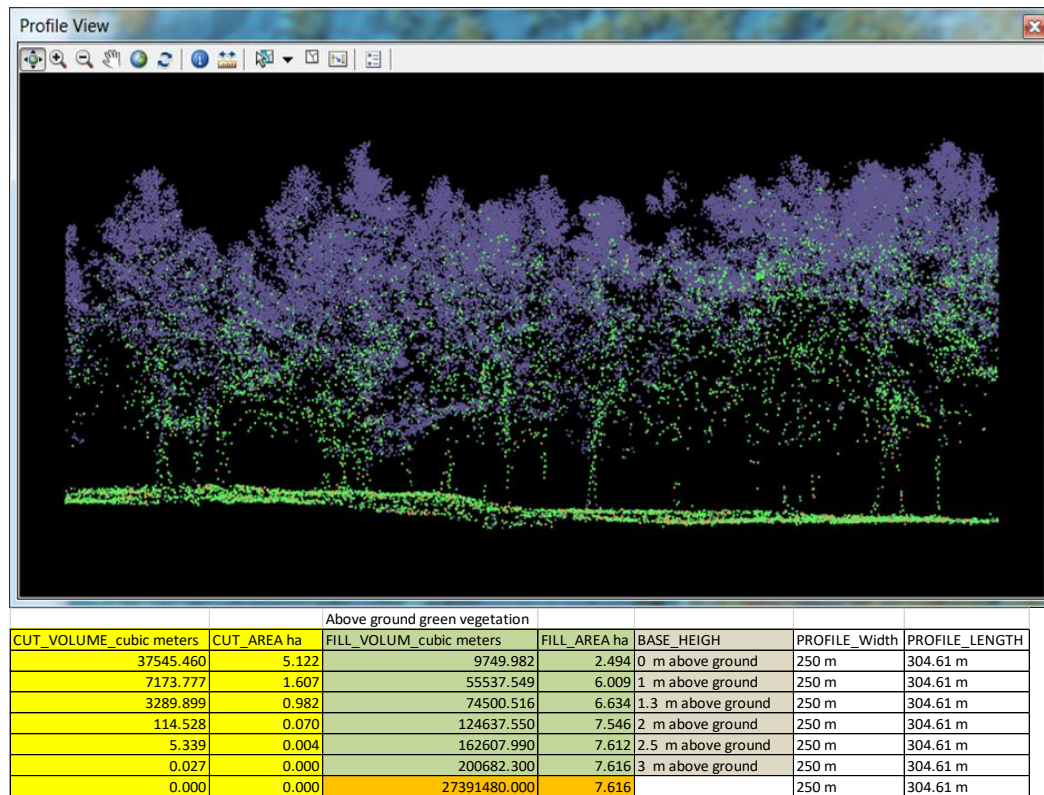 Profile View
Above ground green vegetation
CUT_VOLUME_cubic meters CUT_AREA ha FILL_VOLUM_cubic meters FILL_AREA ha BASE_HEIGH PROFILE_Width PROFILE_LENGTH
37545.460 5.122 9749.982 2.494 0 m above ground 250 m 304.61 m
7173.777 1.607 55537.549 6.009 1 m above ground 250 m 304.61 m
3289.899 0.982 74500.516 6.634 1.3 m above ground 250 m 304.61 m
114.528 0.070 124637.550 7.546 2 m above ground 250 m 304.61 m
5.339 0.004 162607.990 7.612 2.5 m above ground 250 m 304.61 m
0.027 0.000 200682.300 7.616 3 m above ground 250 m 304.61 m
0.000 0.000 27391480.000 7.616 250 m 304.61 m